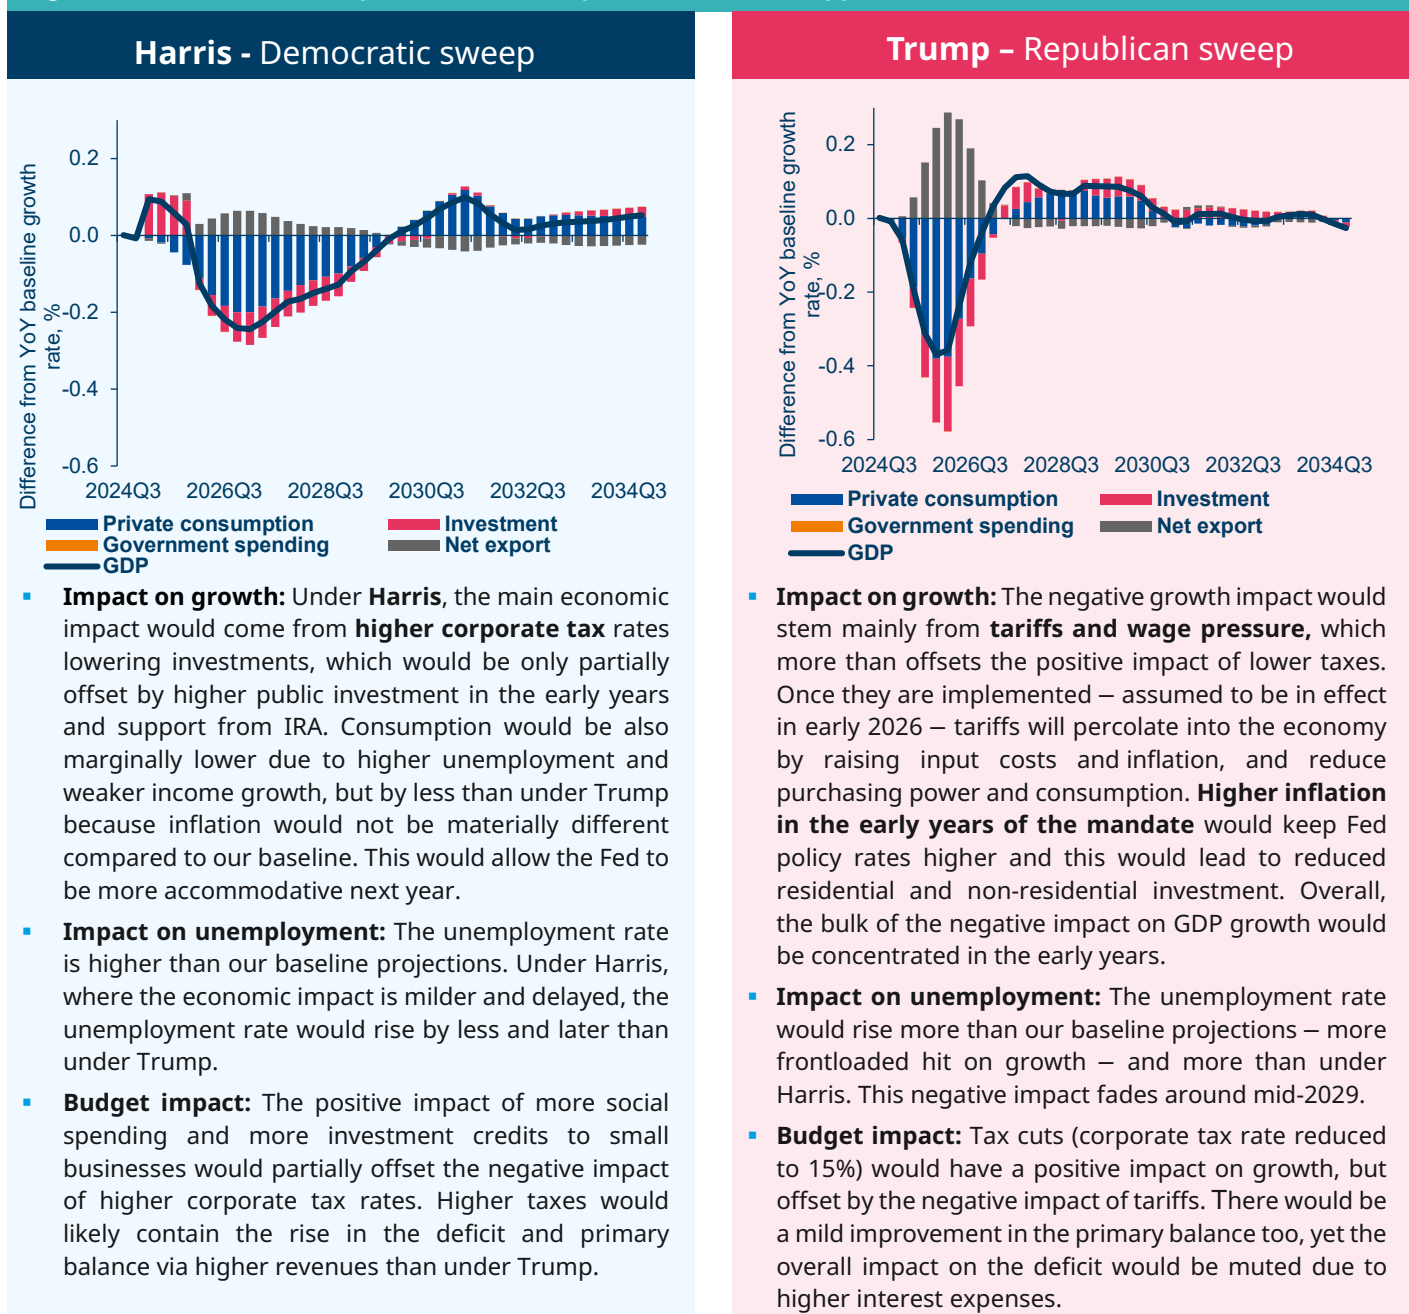 Harris - Democratic sweep
Difference from YoY baseline growth
rate, %
0.2
0.0
-0.2
-0.4
-0.6
2024Q3 2026Q3 2028Q3 2030Q3 2032Q3 2034Q3
Private consumption
Investment
Government spending
Net export
GDP
▪ Impact on growth: Under Harris, the main economic
impact would come from higher corporate tax rates
lowering investments, which would be only partially
offset by higher public investment in the early years
and support from IRA. Consumption would be also
marginally lower due to higher unemployment and
weaker income growth, but by less than under Trump
because inflation would not be materially different
compared to our baseline. This would allow the Fed to
be more accommodative next year.
▪ Impact on unemployment: The unemployment rate
is higher than our baseline projections. Under Harris,
where the economic impact is milder and delayed, the
unemployment rate would rise by less and later than
under Trump.
▪ Budget impact: The positive impact of more social
spending and more investment credits to small
businesses would partially offset the negative impact
of higher corporate tax rates. Higher taxes would
likely contain the rise in the deficit and primary
balance via higher revenues than under Trump.
Trump – Republican sweep
Difference from YoY baseline growth
rate, %
0.2
0.0
-0.2
-0.4
-0.6
2024Q3 2026Q3 2028Q3 2030Q3 2032Q3 2034Q3
Private consumption
Investment
Government spending
Net export
GDP
▪ Impact on growth: The negative growth impact would
stem mainly from tariffs and wage pressure, which
more than offsets the positive impact of lower taxes.
Once they are implemented – assumed to be in effect
in early 2026 – tariffs will percolate into the economy
by raising input costs and inflation, and reduce
purchasing power and consumption. Higher inflation
in the early years of the mandate would keep Fed
policy rates higher and this would lead to reduced
residential and non-residential investment. Overall,
the bulk of the negative impact on GDP growth would
be concentrated in the early years.
▪ Impact on unemployment: The unemployment rate
would rise more than our baseline projections – more
frontloaded hit on growth – and more than under
Harris. This negative impact fades around mid-2029.
▪ Budget impact: Tax cuts (corporate tax rate reduced
to 15%) would have a positive impact on growth, but
offset by the negative impact of tariffs. There would be
a mild improvement in the primary balance too, yet the
overall impact on the deficit would be muted due to
higher interest expenses.